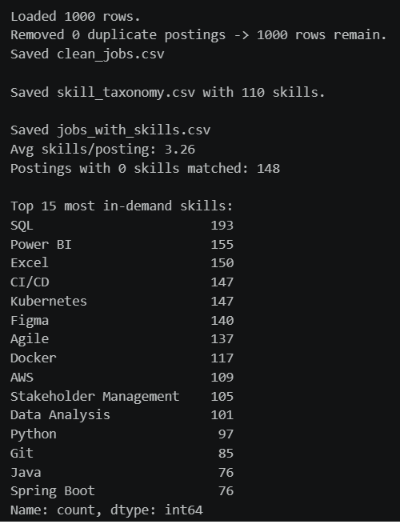 Loaded 1000 rows.
Removed 0 duplicate postings -> 1000 rows remain.
Saved clean_jobs.csv
Saved skill_taxonomy.csv with 110 skills.
Saved jobs_with_skills.csv
Avg skills/posting: 3.26
Postings with 0 skills matched: 148
Top 15 most in-demand skills:
SQL 193
Power BI 155
Excel 150
CI/CD 147
Kubernetes 147
Figma 140
Agile 137
Docker 117
AWS 109
Stakeholder Management 105
Data Analysis 101
Python 97
Git 85
Java 76
Spring Boot 76
Name: count, dtype: int64